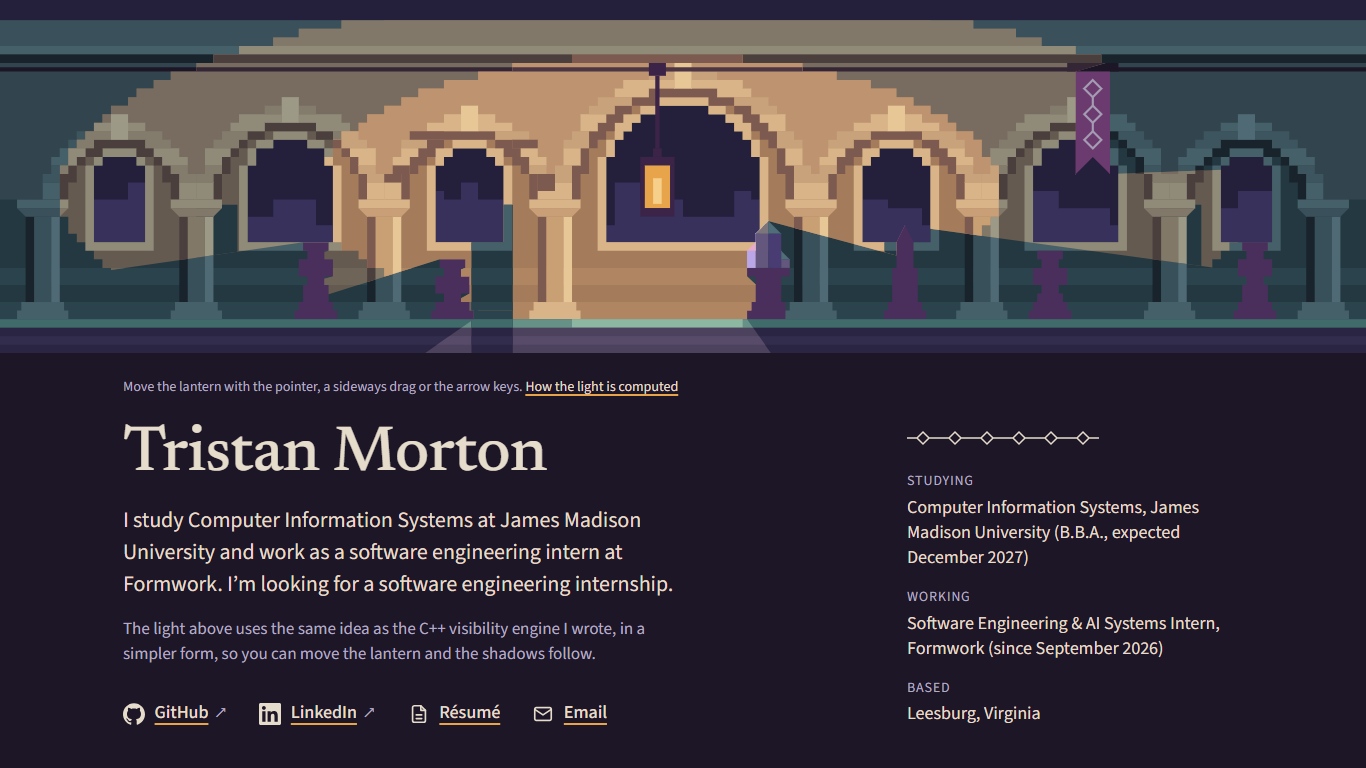 Move the lantern with the pointer, a sideways drag or the arrow keys. How the light is computed
Tristan Morton
I study Computer Information Systems at James Madison
University and work as a software engineering intern at
Formwork. I’m looking for a software engineering internship.
The light above uses the same idea as the C++ visibility engine I wrote, in a
simpler form, so you can move the lantern and the shadows follow.
GitHub ↗ LinkedIn ↗ Résumé Email
STUDYING
Computer Information Systems, James
Madison University (B.B.A., expected
December 2027)
WORKING
Software Engineering & AI Systems Intern,
Formwork (since September 2026)
BASED
Leesburg, Virginia